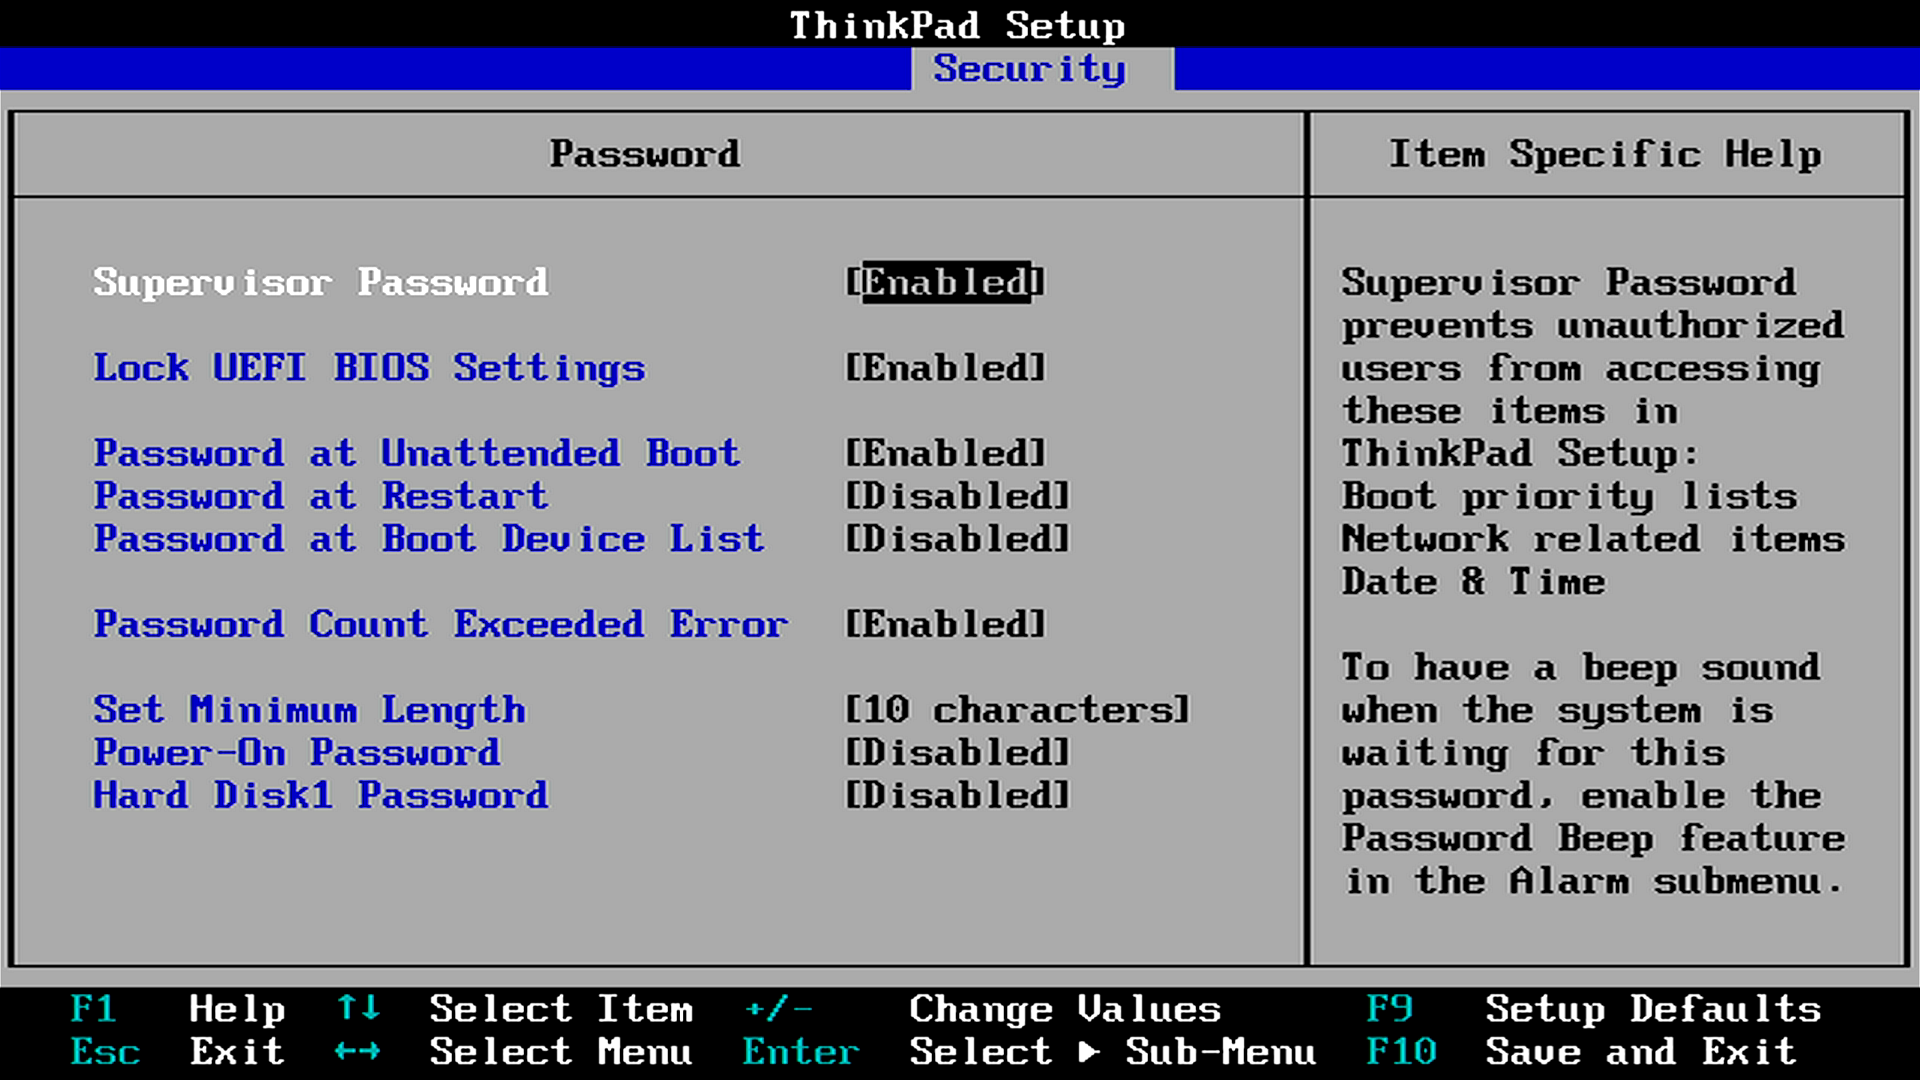 ThinkPad Setup
Security
Password
Item Specific Help
Supervisor Password [Enabled]
Lock UEFI BIOS Settings [Enabled]
Password at Unattended Boot [Enabled]
Password at Restart [Disabled]
Password at Boot Device List [Disabled]
Password Count Exceeded Error [Enabled]
Set Minimum Length [10 characters]
Power-On Password [Disabled]
Hard Disk1 Password [Disabled]
Supervisor Password
prevents unauthorized
users from accessing
these items in
ThinkPad Setup:
Boot priority lists
Network related items
Date & Time
To have a beep sound
when the system is
waiting for this
password, enable the
Password Beep feature
in the Alarm submenu.
F1 Help ↑↓ Select Item +/- Change Values F9 Setup Defaults
Esc Exit ←→ Select Menu Enter Select ▶ Sub-Menu F10 Save and Exit